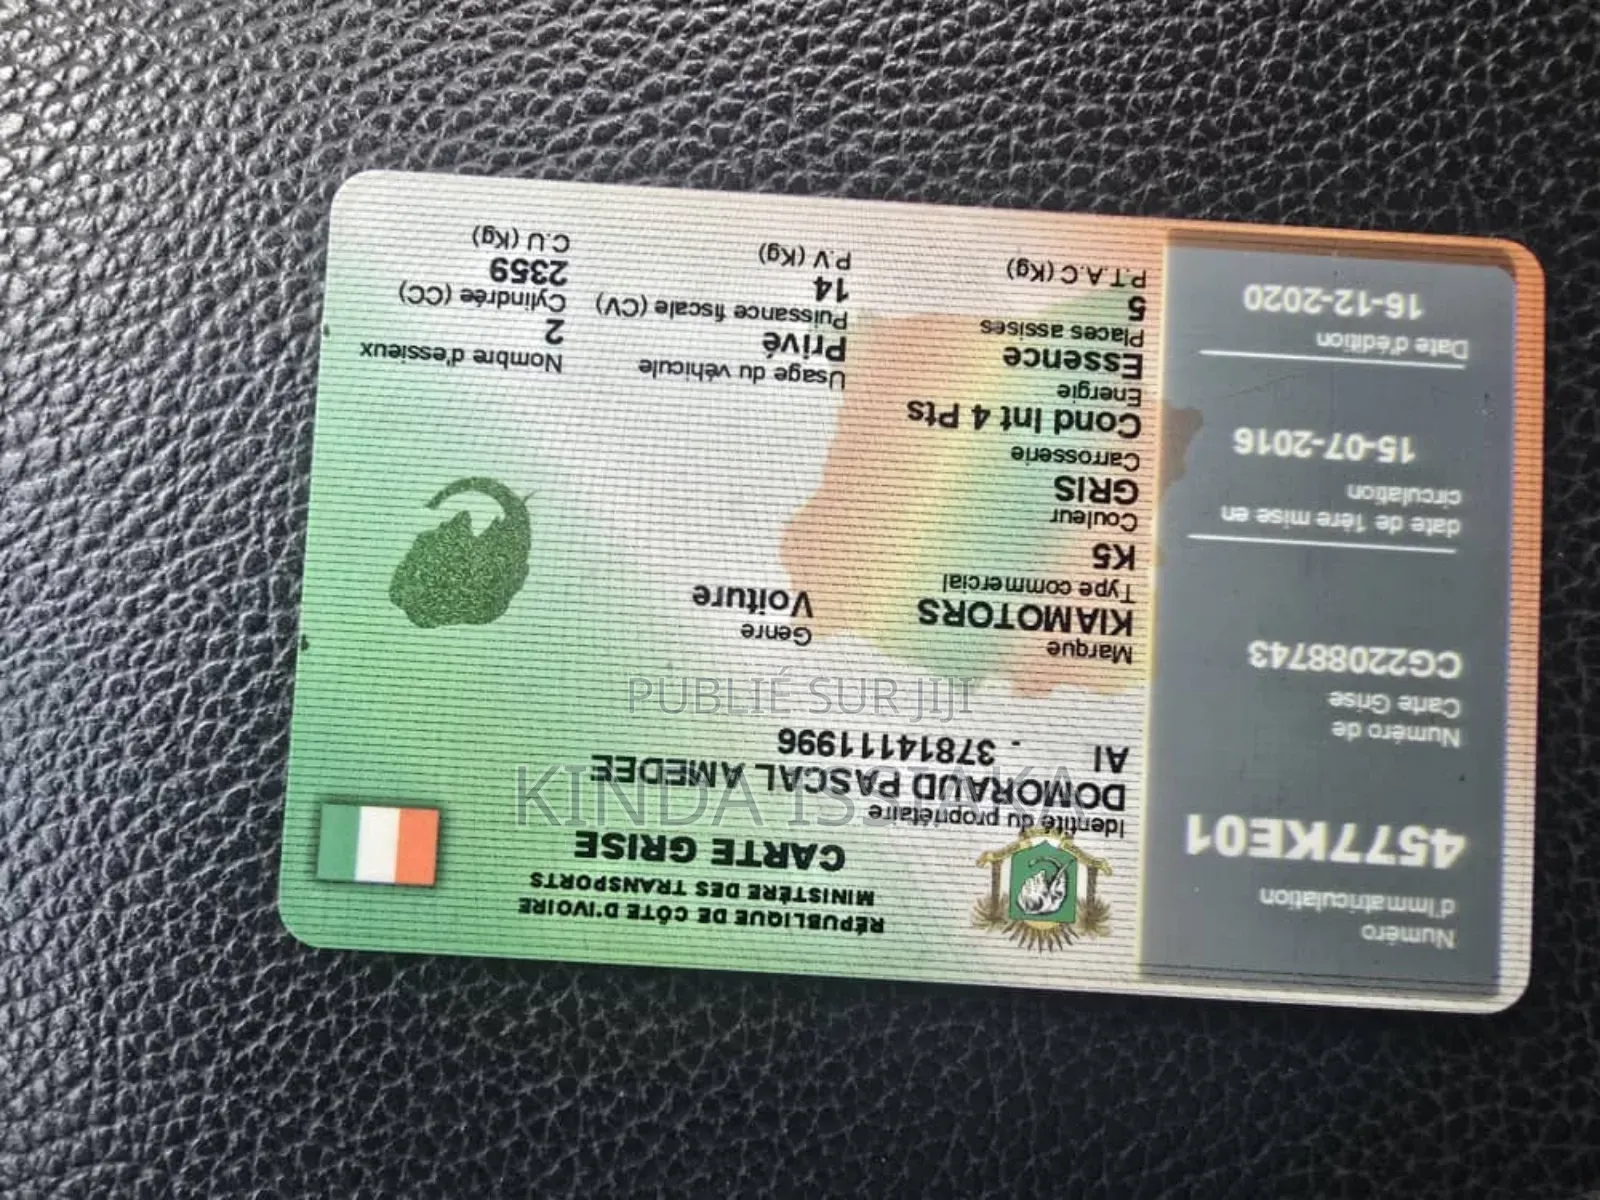 Numéro
d'Immatriculation
4577KE01
Numéro de
Carte Grise
CG22088743
date de 1ère mise en
circulation
15-07-2016
Date d'édition
16-12-2020
RÉPUBLIQUE DE CÔTE D'IVOIRE
MINISTÈRE DES TRANSPORTS
CARTE GRISE
Identité du propriétaire
DOMORAUD PASCAL AMEDEE
AI - 37814111996
Marque
KIAMOTORS
Genre
Voiture
Type commercial
K5
Couleur
GRIS
Carrosserie
Cond Int 4 Pts
Energie
Essence
Usage du véhicule
Privé
Nombre d'essieux
2
Places assises
5
Puissance fiscale (CV)
14
Cylindrée (CC)
2359
P.T.A.C (Kg)
P.V (Kg)
C.U (Kg)
PUBLIÉ SUR JIJI
KINDA ISSAKA